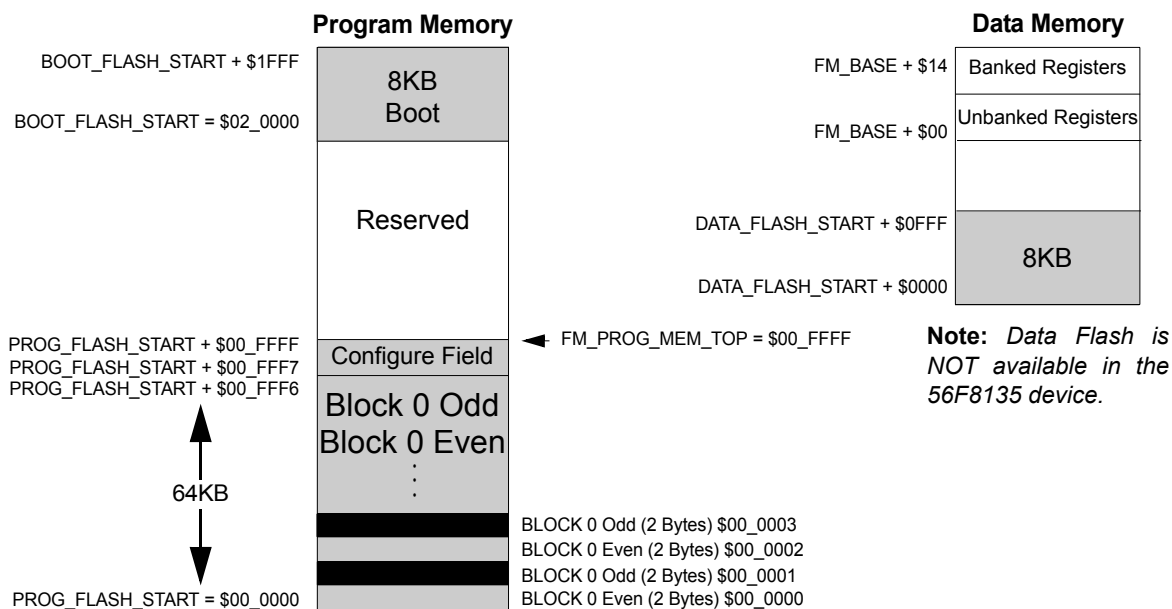 Program Memory
BOOT_FLASH_START + $1FFF
8KB
Boot
BOOT_FLASH_START = $02_0000
Reserved
PROG_FLASH_START + $00_FFFF
FM_PROG_MEM_TOP = $00_FFFF
Configure Field
PROG_FLASH_START + $00_FFF7
PROG_FLASH_START + $00_FFF6
Block 0 Odd
Block 0 Even
64KB
BLOCK 0 Odd (2 Bytes) $00_0003
BLOCK 0 Even (2 Bytes) $00_0002
BLOCK 0 Odd (2 Bytes) $00_0001
PROG_FLASH_START = $00_0000
BLOCK 0 Even (2 Bytes) $00_0000
Data Memory
FM_BASE + $14
Banked Registers
Unbanked Registers
FM_BASE + $00
DATA_FLASH_START + $0FFF
8KB
DATA_FLASH_START + $0000
Note: Data Flash is
NOT available in the
56F8135 device.